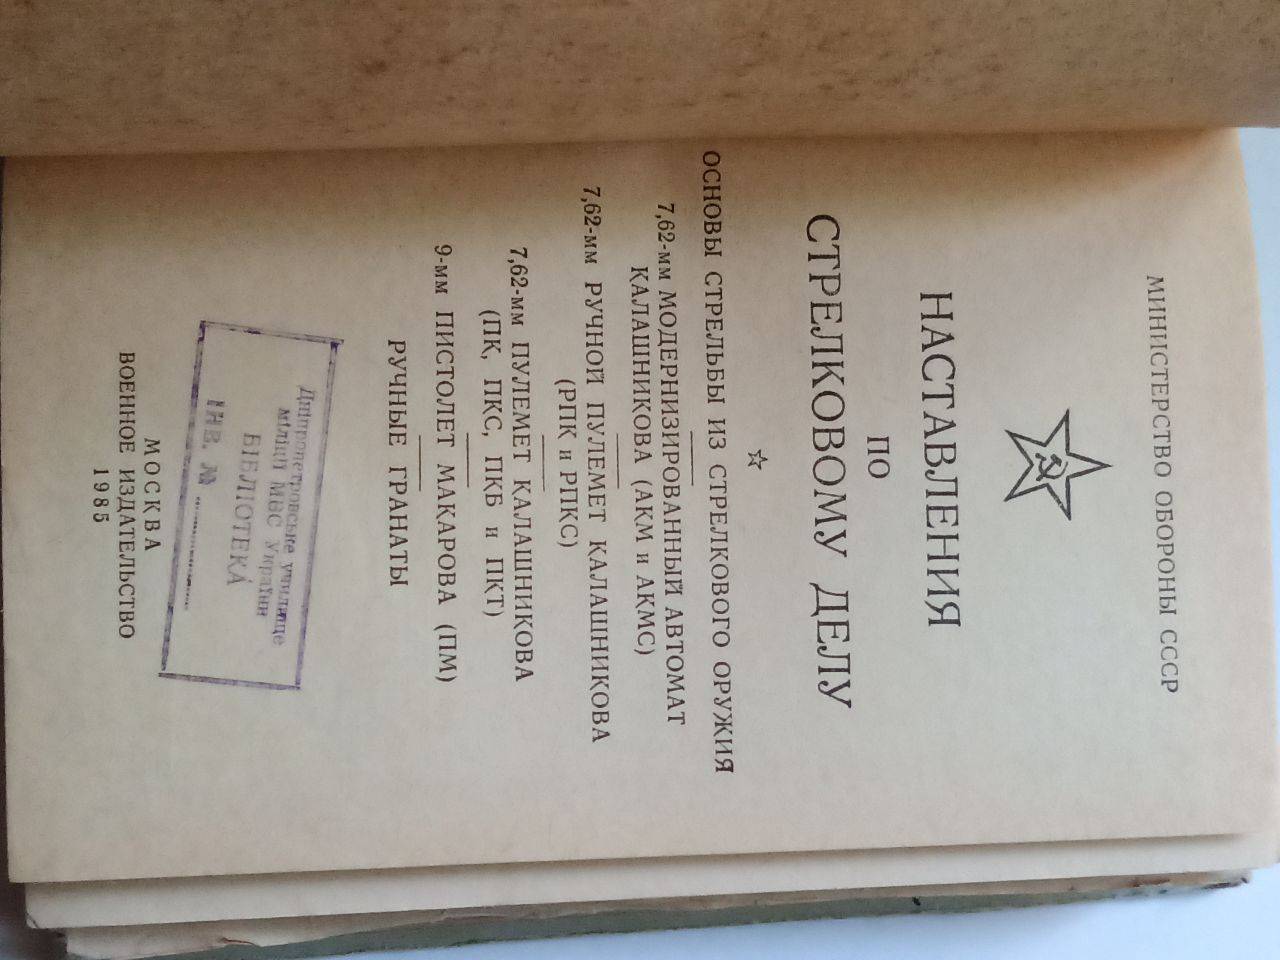 МИНИСТЕРСТВО ОБОРОНЫ СССР
НАСТАВЛЕНИЯ
ПО
СТРЕЛКОВОМУ ДЕЛУ
ОСНОВЫ СТРЕЛЬБЫ ИЗ СТРЕЛКОВОГО ОРУЖИЯ
7,62-мм МОДЕРНИЗИРОВАННЫЙ АВТОМАТ
КАЛАШНИКОВА (АКМ и АКМС)
7,62-мм РУЧНОЙ ПУЛЕМЕТ КАЛАШНИКОВА
(РПК и РПКС)
7,62-мм ПУЛЕМЕТ КАЛАШНИКОВА
(ПК, ПКС, ПКБ и ПКТ)
9-мм ПИСТОЛЕТ МАКАРОВА (ПМ)
РУЧНЫЕ ГРАНАТЫ
Дніпропетровське училище
міліції МВС України
БІБЛІОТЕКА
ІНВ. №
МОСКВА
ВОЕННОЕ ИЗДАТЕЛЬСТВО
1985